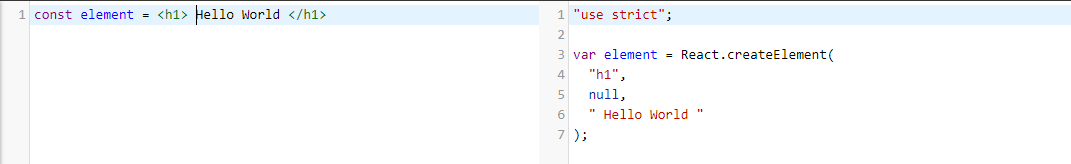 1 const element = <h1> Hello World </h1>
1 "use strict";
2
3 var element = React.createElement(
4   "h1",
5   null,
6   " Hello World "
7 );